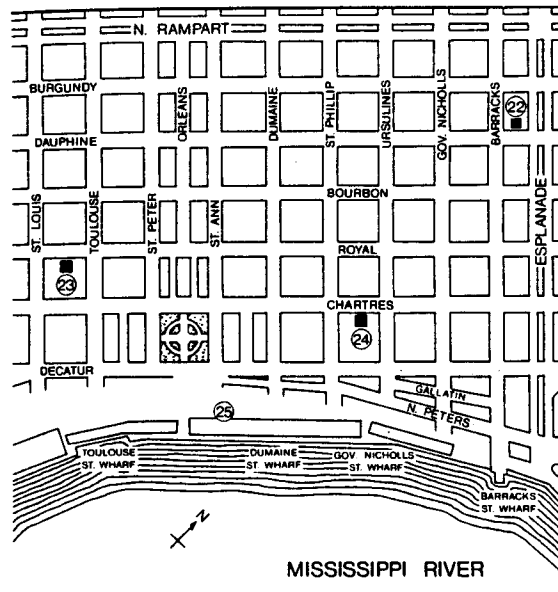 N. RAMPART
BURGUNDY
ORLEANS
DUMAINE
ST. PHILLIP
URSULINES
GOV. NICHOLLS
BARRACKS
22
DAUPHINE
BOURBON
ST. LOUIS
TOULOUSE
ST. PETER
ST. ANN
ROYAL
ESPLANADE
23
CHARTRES
24
DECATUR
GALLATIN
N. PETERS
25
TOULOUSE
ST. WHARF
DUMAINE
ST. WHARF
GOV. NICHOLLS
ST. WHARF
BARRACKS
ST. WHARF
N
MISSISSIPPI RIVER